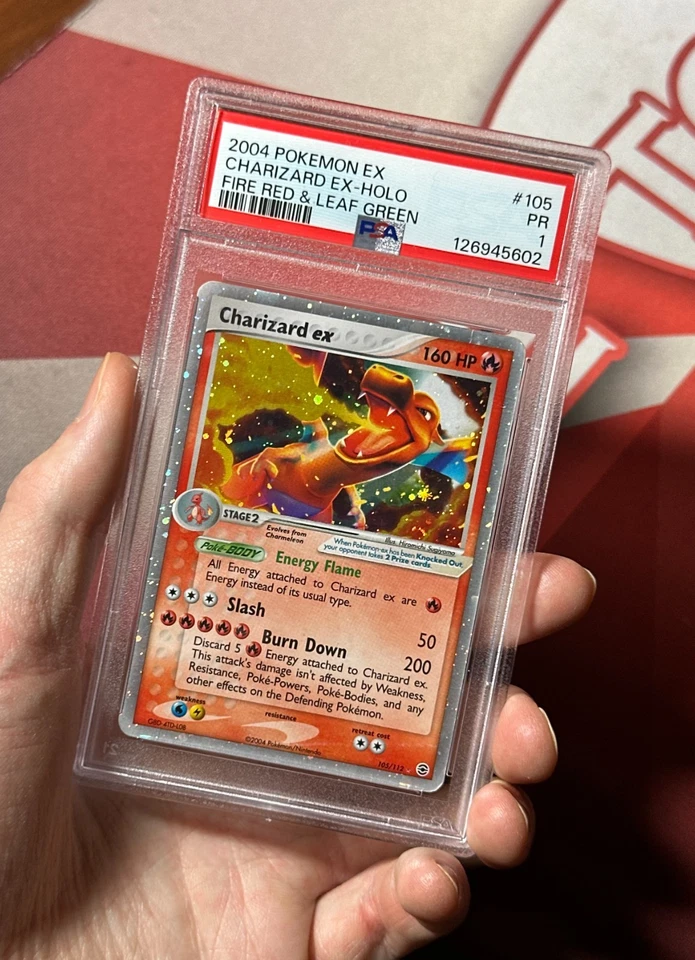 2004 POKEMON EX
CHARIZARD EX-HOLO
FIRE RED & LEAF GREEN
#105
PR
1
126945602
PSA
Charizard ex
160 HP
STAGE 2
Evolves from
Charmeleon
Illus. Hiromichi Sugiyama
When Pokémon-ex has been Knocked Out,
your opponent takes 2 Prize cards.
Poké-BODY Energy Flame
All Energy attached to Charizard ex are
Energy instead of its usual type.
Slash 50
Burn Down 200
Discard 5 Energy attached to Charizard ex.
This attack's damage isn't affected by Weakness,
Resistance, Poké-Powers, Poké-Bodies, and any
other effects on the Defending Pokémon.
weakness
resistance
retreat cost
©2004 Pokémon/Nintendo
105/112